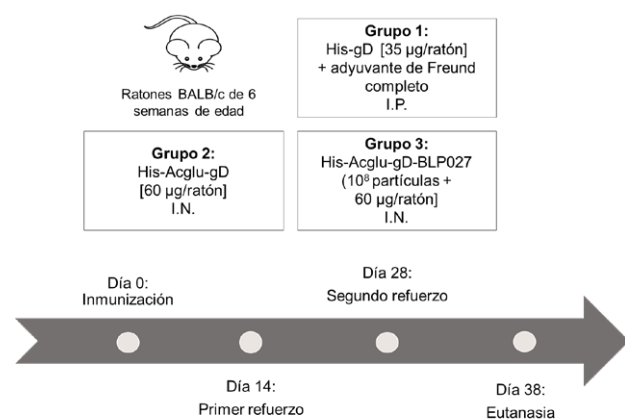 Ratones BALB/c de 6
semanas de edad
Grupo 1:
His-gD [35 µg/ratón]
+ adyuvante de Freund
completo
I.P.
Grupo 2:
His-Acglu-gD
[60 µg/ratón]
I.N.
Grupo 3:
His-Acglu-gD-BLP027
(10⁸ partículas +
60 µg/ratón]
I.N.
Día 0:
Inmunización
Día 14:
Primer refuerzo
Día 28:
Segundo refuerzo
Día 38:
Eutanasia